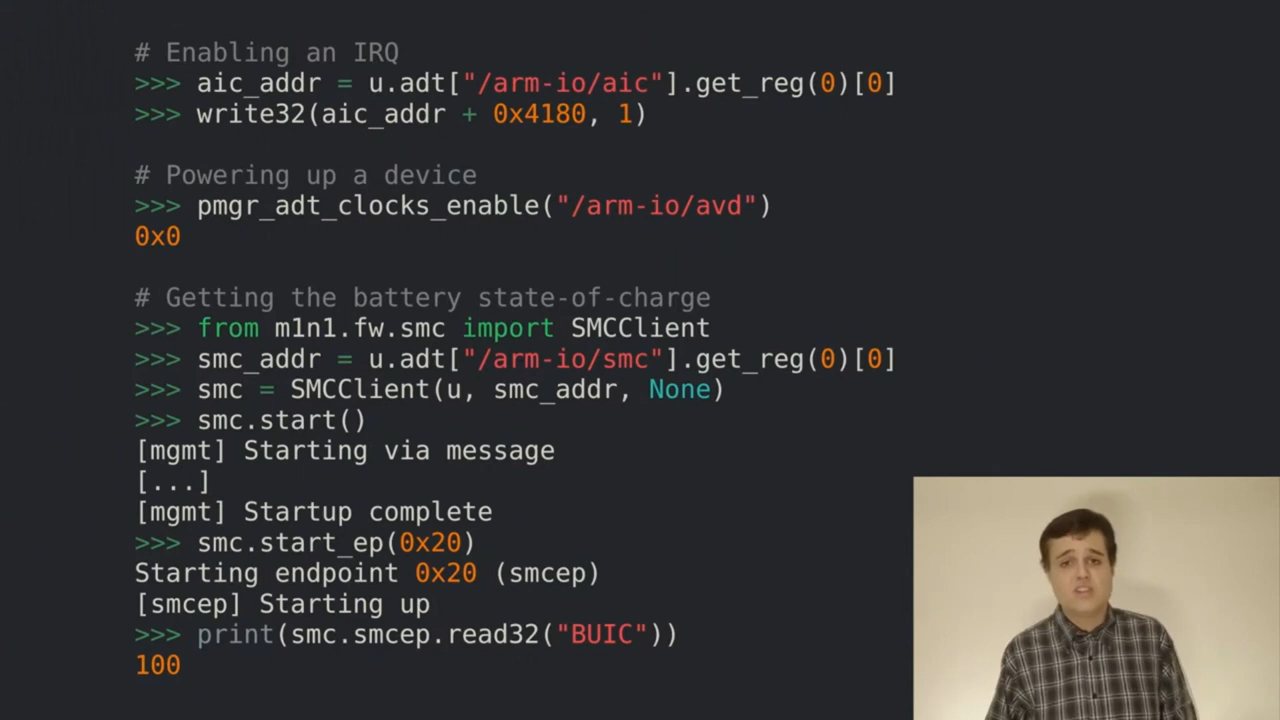 # Enabling an IRQ
>>> aic_addr = u.adt["/arm-io/aic"].get_reg(0)[0]
>>> write32(aic_addr + 0x4180, 1)
# Powering up a device
>>> pmgr_adt_clocks_enable("/arm-io/avd")
0x0
# Getting the battery state-of-charge
>>> from m1n1.fw.smc import SMCClient
>>> smc_addr = u.adt["/arm-io/smc"].get_reg(0)[0]
>>> smc = SMCClient(u, smc_addr, None)
>>> smc.start()
[mgmt] Starting via message
[...]
[mgmt] Startup complete
>>> smc.start_ep(0x20)
Starting endpoint 0x20 (smcep)
[smcep] Starting up
>>> print(smc.smcep.read32("BUIC"))
100